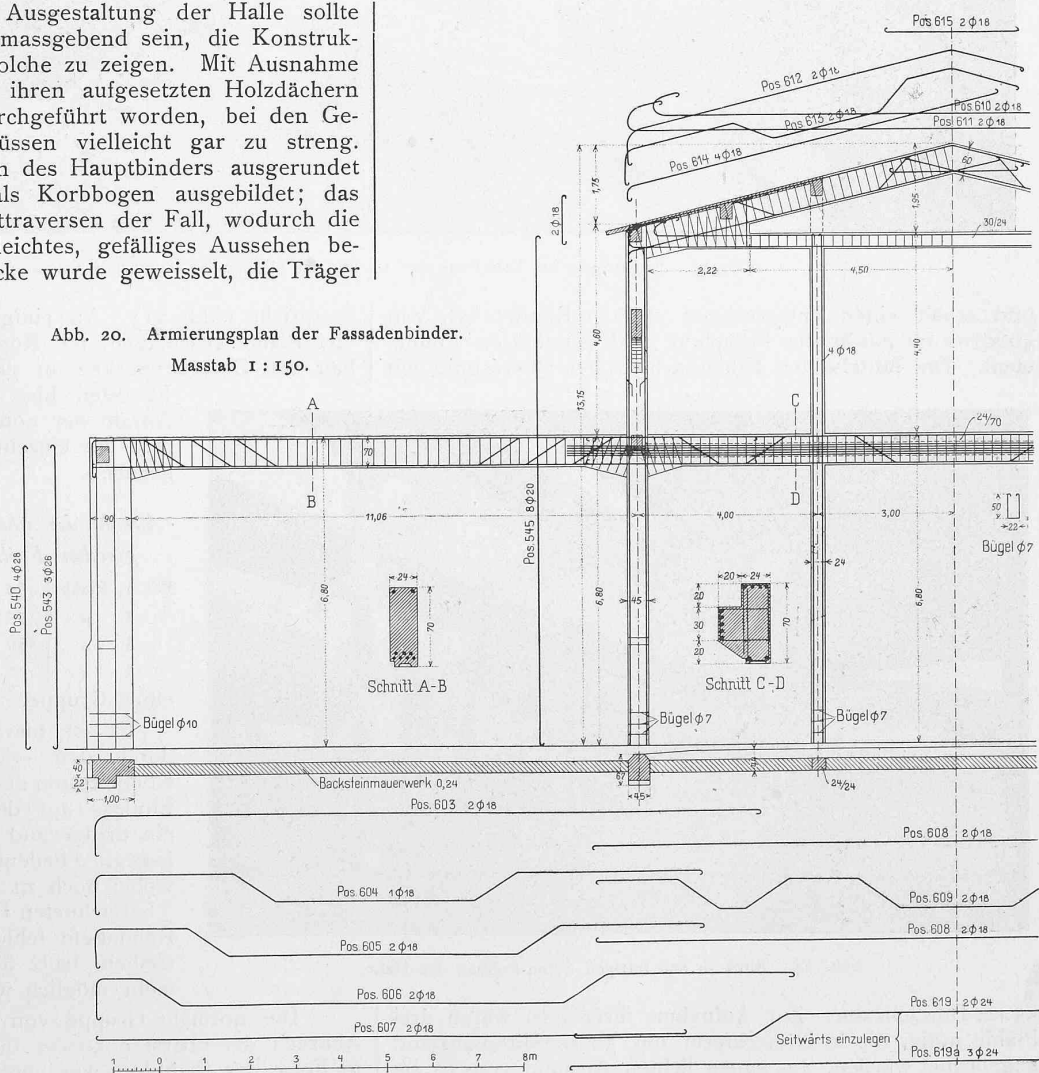 Ausgestaltung der Halle sollte
massgebend sein, die Konstruk-
olche zu zeigen. Mit Ausnahme
ihren aufgesetzten Holzdächern
rchgeführt worden, bei den Ge-
üssen vielleicht gar zu streng.
n des Hauptbinders ausgerundet
als Korbbogen ausgebildet; das
ttraversen der Fall, wodurch die
leichtes, gefälliges Aussehen be-
cke wurde geweisselt, die Träger
Abb. 20. Armierungsplan der Fassadenbinder.
Masstab 1 : 150.
Pos 615 2φ18
Pos 612 2φ18
Pos 613 2φ18
Pos 610 2φ18
Pos 611 2φ18
Pos 614 4φ18
1,75
60
2φ18
1,95
30/24
2,22
4,50
4,60
13,15
4,40
4φ18
A
C
24/70
70
B
D
90
11,06
Pos. 545 8φ20
4,00
3,00
50
22
Bügel φ7
24
Pos 540 4φ28
Pos 543 3φ26
6,80
24
70
6,80
45
20
24
20
30
20
70
6,80
Schnitt A-B
Schnitt C-D
Bügel φ10
Bügel φ7
Bügel φ7
40
22
1,00
Backsteinmauerwerk 0,24
67
45
44
24/24
Pos. 603 2φ18
Pos. 608 2φ18
Pos. 604 1φ18
Pos. 609 2φ18
Pos. 605 2φ18
Pos. 608 2φ18
Pos. 606 2φ18
Pos. 619 2φ24
Pos. 607 2φ18
Seitwärts einzulegen
Pos. 619a 3φ24
1 0 1 2 3 4 5 6 7 8m